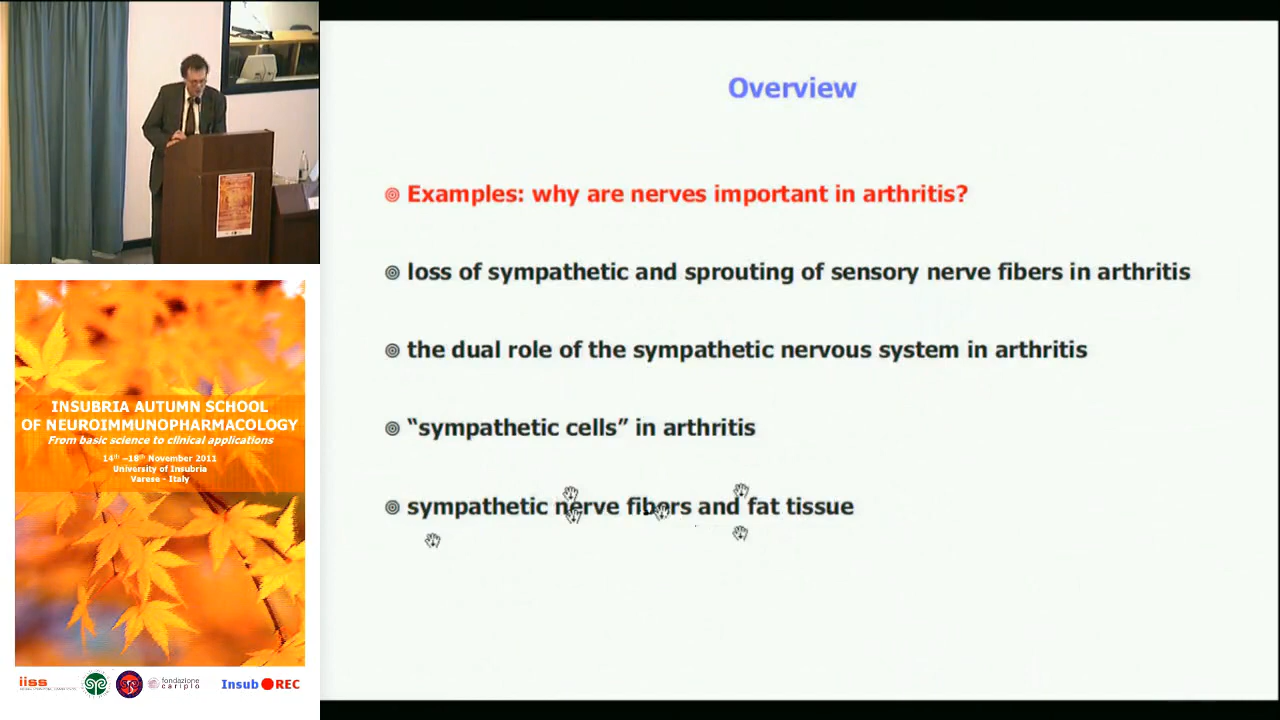 Overview
Examples: why are nerves important in arthritis?
loss of sympathetic and sprouting of sensory nerve fibers in arthritis
the dual role of the sympathetic nervous system in arthritis
“sympathetic cells” in arthritis
sympathetic nerve fibers and fat tissue
INSUBRIA AUTUMN SCHOOL
OF NEUROIMMUNOPHARMACOLOGY
From basic science to clinical applications
14th –18th November 2011
University of Insubria
Varese - Italy
iiss
fondazione
cariplo
Insub REC